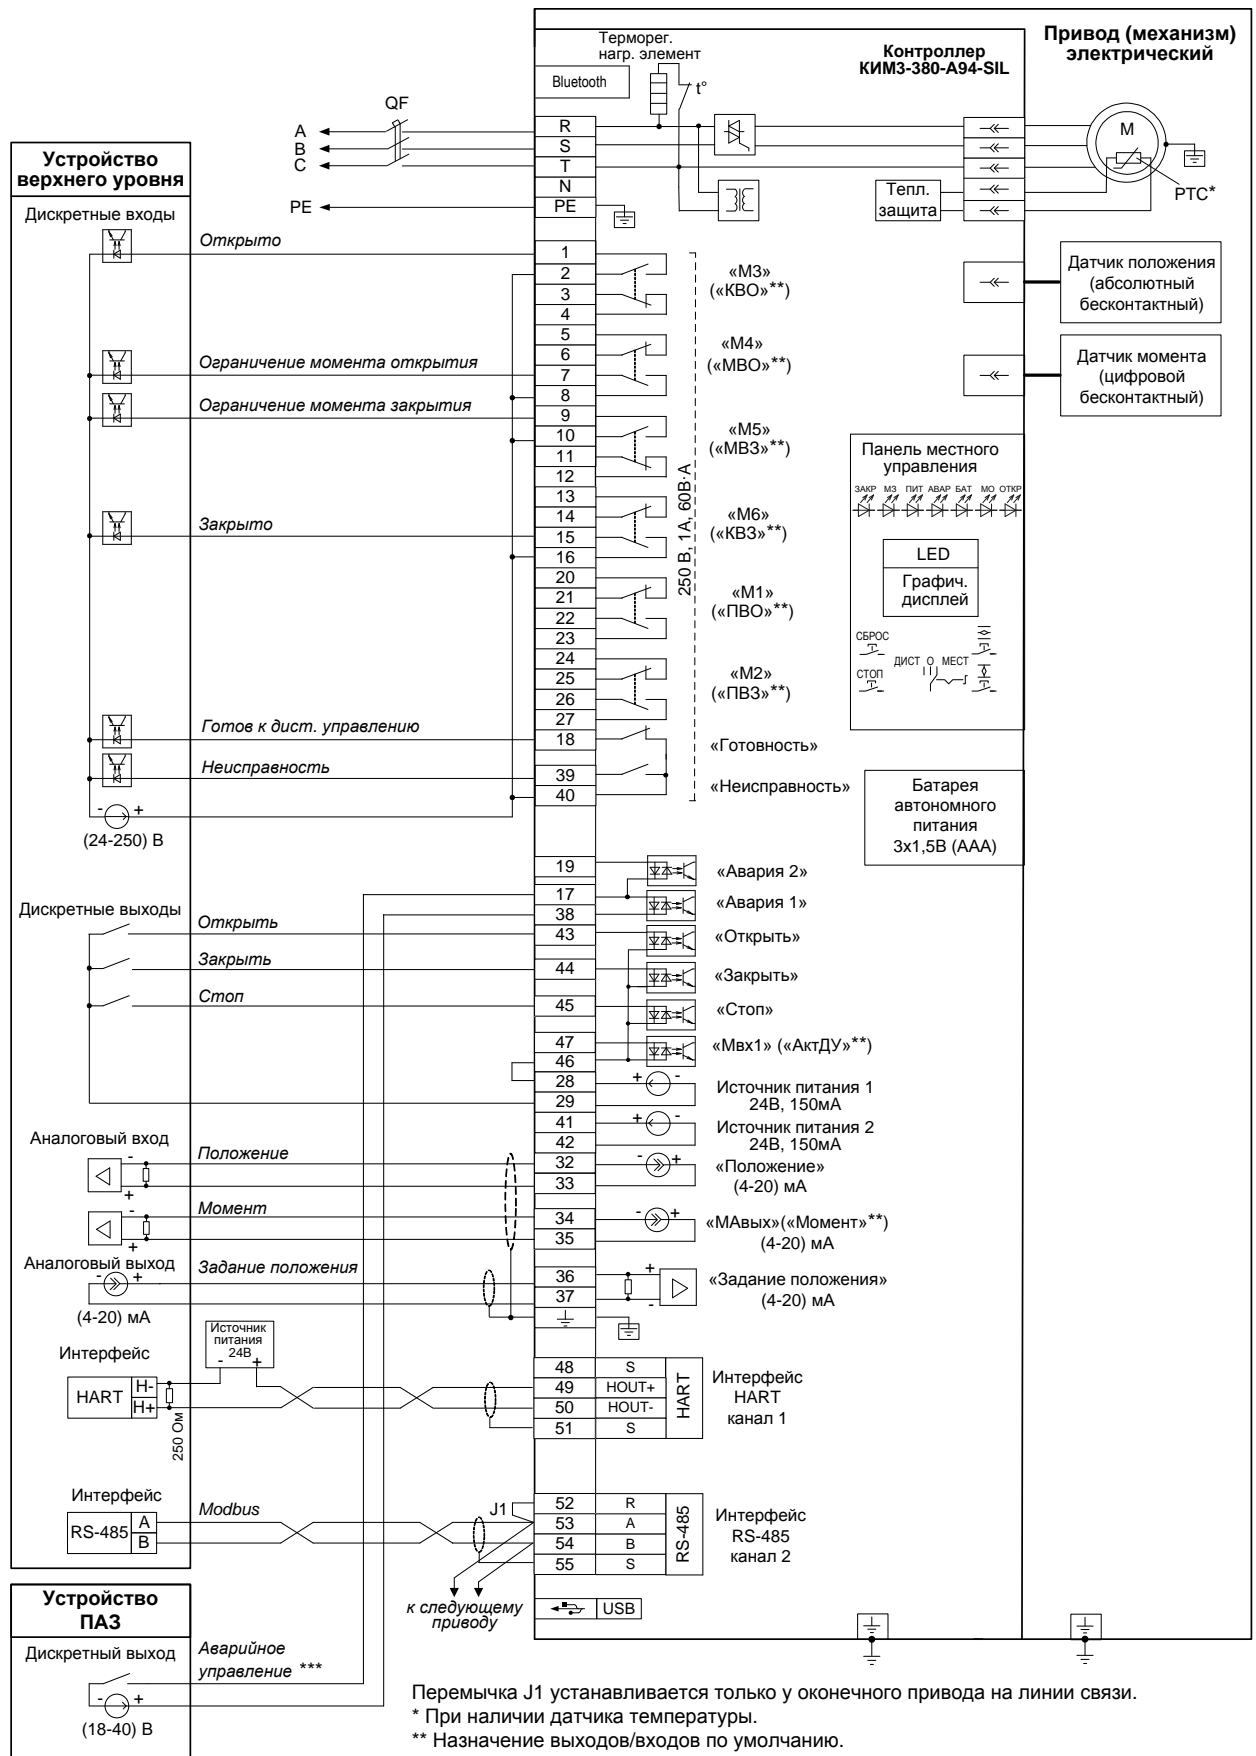 Привод (механизм)
электрический
Контроллер
КИМ3-380-А94-SIL
Терморег.
нагр. элемент
Bluetooth
t°
QF
A
B
C
PE
R
S
T
N
PE
M
PTC*
Тепл.
защита
Устройство
верхнего уровня
Дискретные входы
Открыто
Ограничение момента открытия
Ограничение момента закрытия
Закрыто
Готов к дист. управлению
Неисправность
- +
(24-250) В
1
2
3
4
5
6
7
8
9
10
11
12
13
14
15
16
20
21
22
23
24
25
26
27
18
39
40
250 В, 1А, 60В·А
«М3»
(«КВО»**)
«М4»
(«МВО»**)
«М5»
(«МВЗ»**)
«М6»
(«КВЗ»**)
«М1»
(«ПВО»**)
«М2»
(«ПВЗ»**)
«Готовность»
«Неисправность»
Датчик положения
(абсолютный
бесконтактный)
Датчик момента
(цифровой
бесконтактный)
Панель местного
управления
ЗАКР МЗ ПИТ АВАР БАТ МО ОТКР
LED
Графич.
дисплей
СБРОС
СТОП
ДИСТ О МЕСТ
Батарея
автономного
питания
3х1,5В (ААА)
Дискретные выходы
Открыть
Закрыть
Стоп
19
17
38
43
44
45
47
46
28
29
41
42
32
33
34
35
36
37
«Авария 2»
«Авария 1»
«Открыть»
«Закрыть»
«Стоп»
«Мвх1» («АктДУ»**)
+ -
Источник питания 1
24В, 150мА
+ -
Источник питания 2
24В, 150мА
- +
«Положение»
(4-20) мА
- +
«МАвых»(«Момент»**)
(4-20) мА
+
-
«Задание положения»
(4-20) мА
Аналоговый вход
-
+
Положение
-
+
Момент
Аналоговый выход
- +
Задание положения
(4-20) мА
Источник
питания
24В
- +
Интерфейс
HART
H-
H+
250 Ом
48 S
49 HOUT+
50 HOUT-
51 S
HART
Интерфейс
HART
канал 1
Интерфейс
RS-485
A
B
Modbus
J1
52 R
53 A
54 B
55 S
RS-485
Интерфейс
RS-485
канал 2
к следующему
приводу
USB
Устройство
ПАЗ
Дискретный выход
- +
(18-40) В
Аварийное
управление ***
Перемычка J1 устанавливается только у оконечного привода на линии связи.
* При наличии датчика температуры.
** Назначение выходов/входов по умолчанию.